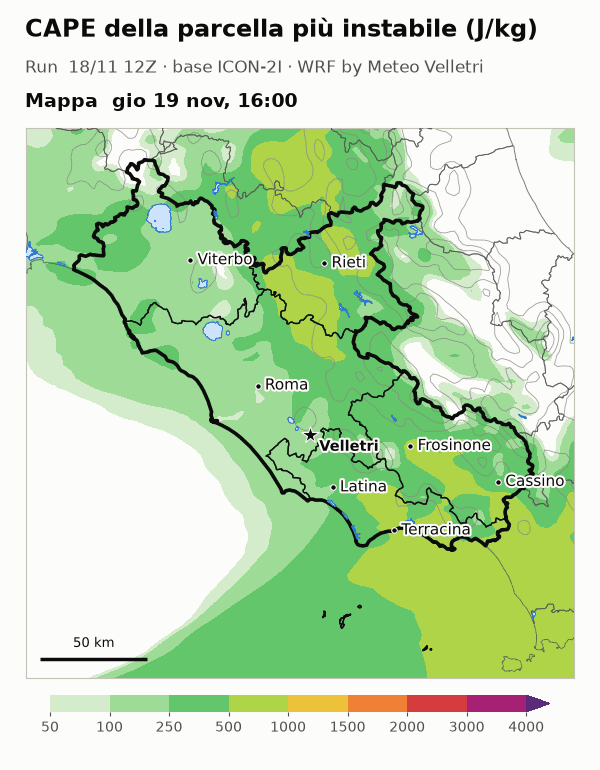 CAPE della parcella più instabile (J/kg)
Run  18/11 12Z · base ICON-2I · WRF by Meteo Velletri
Mappa  gio 19 nov, 16:00
Viterbo
Rieti
Roma
Velletri
Frosinone
Cassino
Latina
Terracina
50 km
50 100 250 500 1000 1500 2000 3000 4000